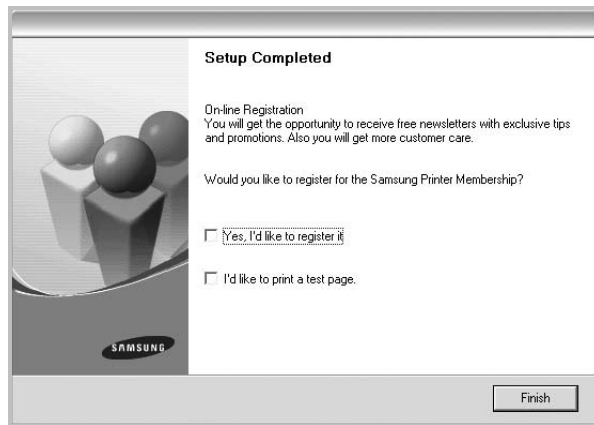 Setup Completed
On-line Registration
You will get the opportunity to receive free newsletters with exclusive tips
and promotions. Also you will get more customer care.
Would you like to register for the Samsung Printer Membership?
Yes, I'd like to register it
I'd like to print a test page.
SAMSUNG
Finish